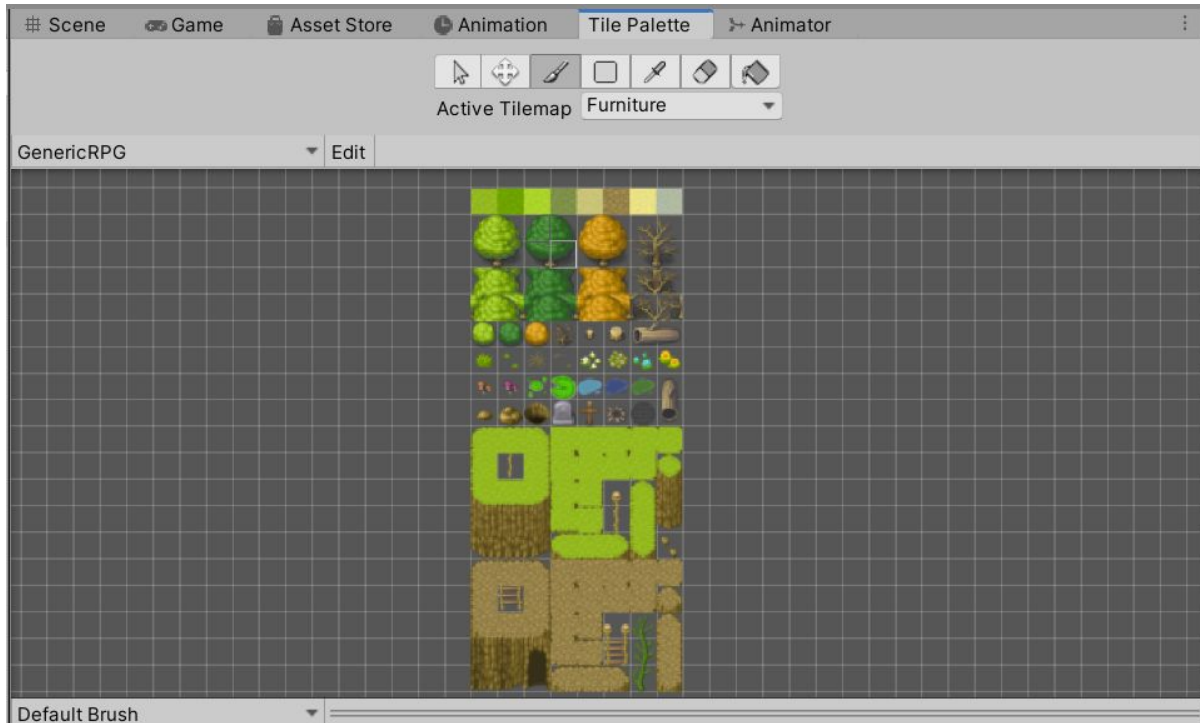 Scene Game Asset Store Animation Tile Palette Animator
Active Tilemap Furniture
GenericRPG Edit
Default Brush